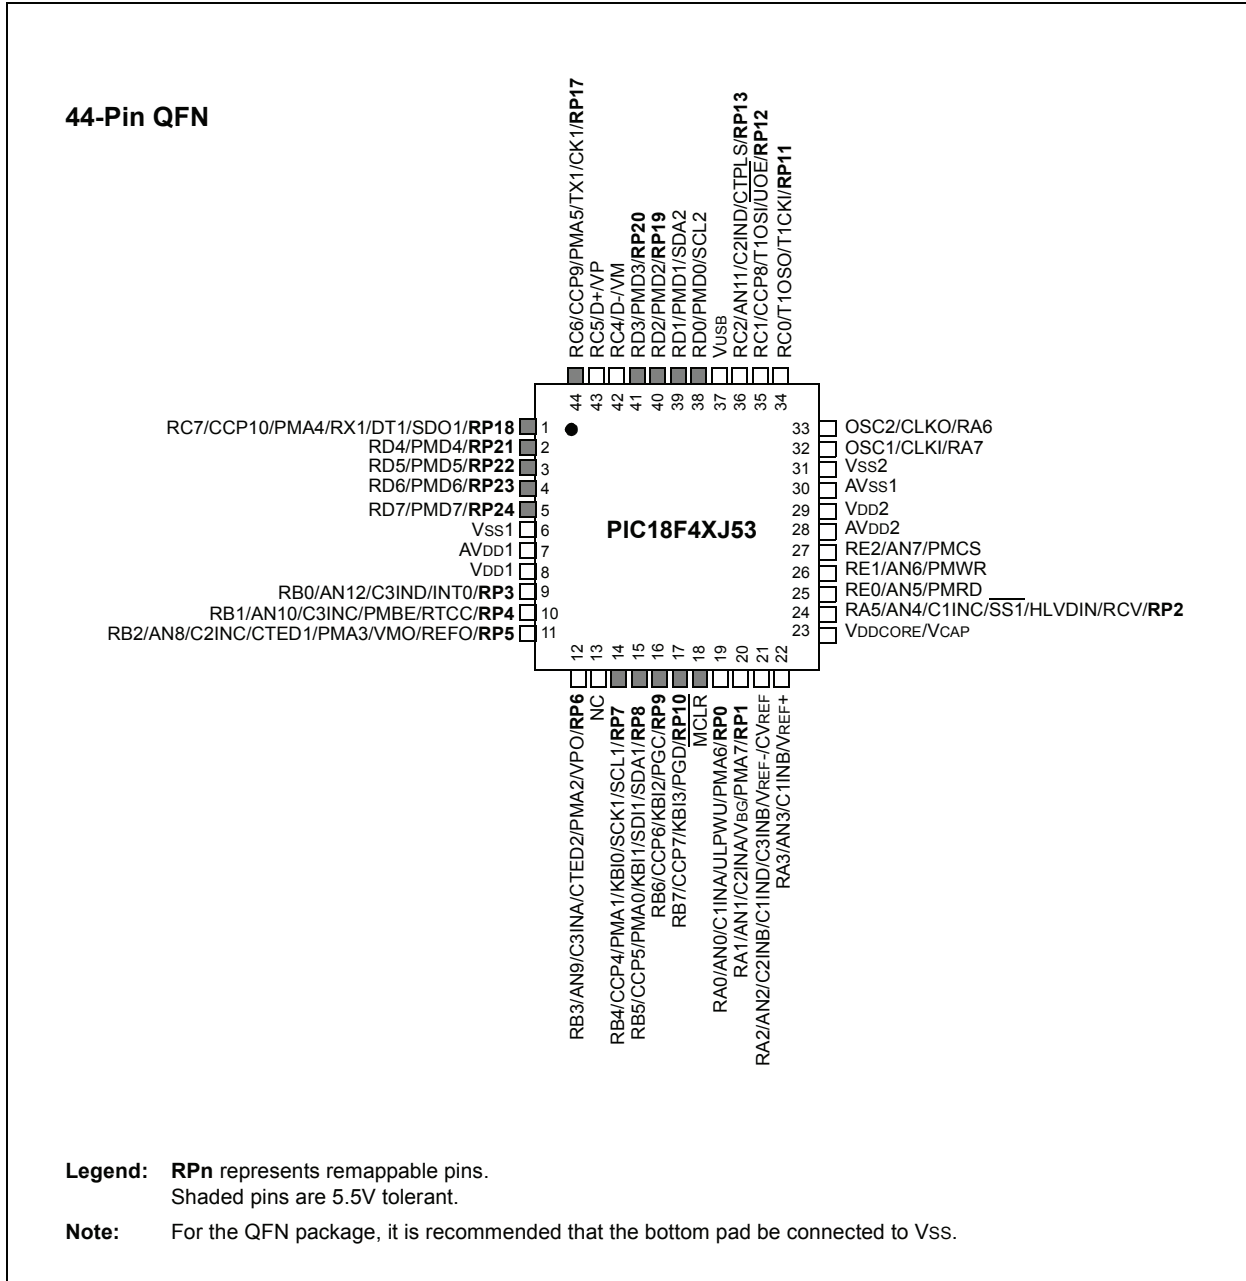 44-Pin QFN
RC6/CCP9/PMA5/TX1/CK1/RP17
RC5/D+/VP
RC4/D-/VM
RD3/PMD3/RP20
RD2/PMD2/RP19
RD1/PMD1/SDA2
RD0/PMD0/SCL2
VUSB
RC2/AN11/C2IND/CTPLS/RP13
RC1/CCP8/T1OSI/UOE/RP12
RC0/T1OSO/T1CKI/RP11
44 43 42 41 40 39 38 37 36 35 34
RC7/CCP10/PMA4/RX1/DT1/SDO1/RP18 1
RD4/PMD4/RP21 2
RD5/PMD5/RP22 3
RD6/PMD6/RP23 4
RD7/PMD7/RP24 5
VSS1 6
AVDD1 7
VDD1 8
RB0/AN12/C3IND/INT0/RP3 9
RB1/AN10/C3INC/PMBE/RTCC/RP4 10
RB2/AN8/C2INC/CTED1/PMA3/VMO/REFO/RP5 11
PIC18F4XJ53
33 OSC2/CLKO/RA6
32 OSC1/CLKI/RA7
31 VSS2
30 AVSS1
29 VDD2
28 AVDD2
27 RE2/AN7/PMCS
26 RE1/AN6/PMWR
25 RE0/AN5/PMRD
24 RA5/AN4/C1INC/SS1/HLVDIN/RCV/RP2
23 VDDCORE/VCAP
12 13 14 15 16 17 18 19 20 21 22
RB3/AN9/C3INA/CTED2/PMA2/VPO/RP6
NC
RB4/CCP4/PMA1/KBI0/SCK1/SCL1/RP7
RB5/CCP5/PMA0/KBI1/SDI1/SDA1/RP8
RB6/CCP6/KBI2/PGC/RP9
RB7/CCP7/KBI3/PGD/RP10
MCLR
RA0/AN0/C1INA/ULPWU/PMA6/RP0
RA1/AN1/C2INA/VBG/PMA7/RP1
RA2/AN2/C2INB/C1IND/C3INB/VREF-/CVREF
RA3/AN3/C1INB/VREF+
Legend: RPn represents remappable pins.
Shaded pins are 5.5V tolerant.
Note: For the QFN package, it is recommended that the bottom pad be connected to VSS.